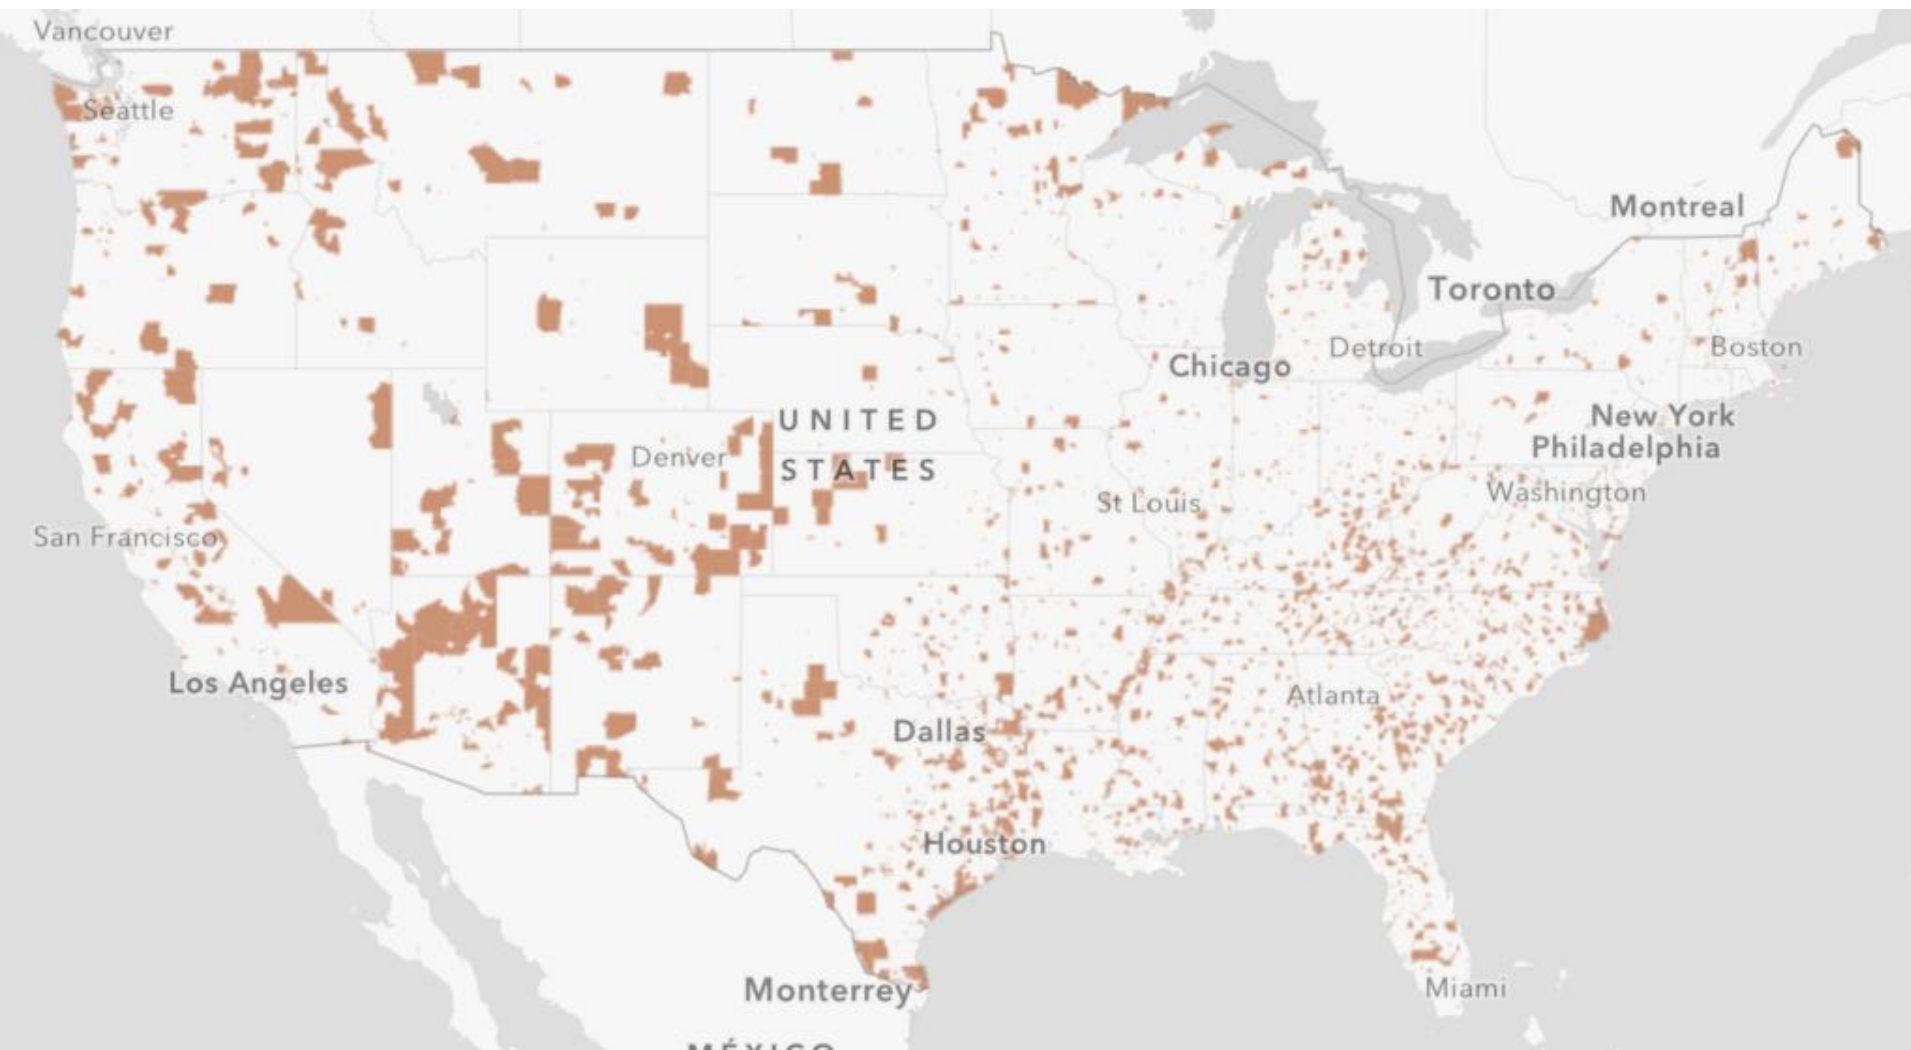 Vancouver
Seattle
Montreal
Toronto
Boston
Detroit
Chicago
New York
UNITED
Philadelphia
Denver
STATES
Washington
St Louis
San Francisco
Los Angeles
Atlanta
Dallas
Houston
Miami
Monterrey
MÉXICO